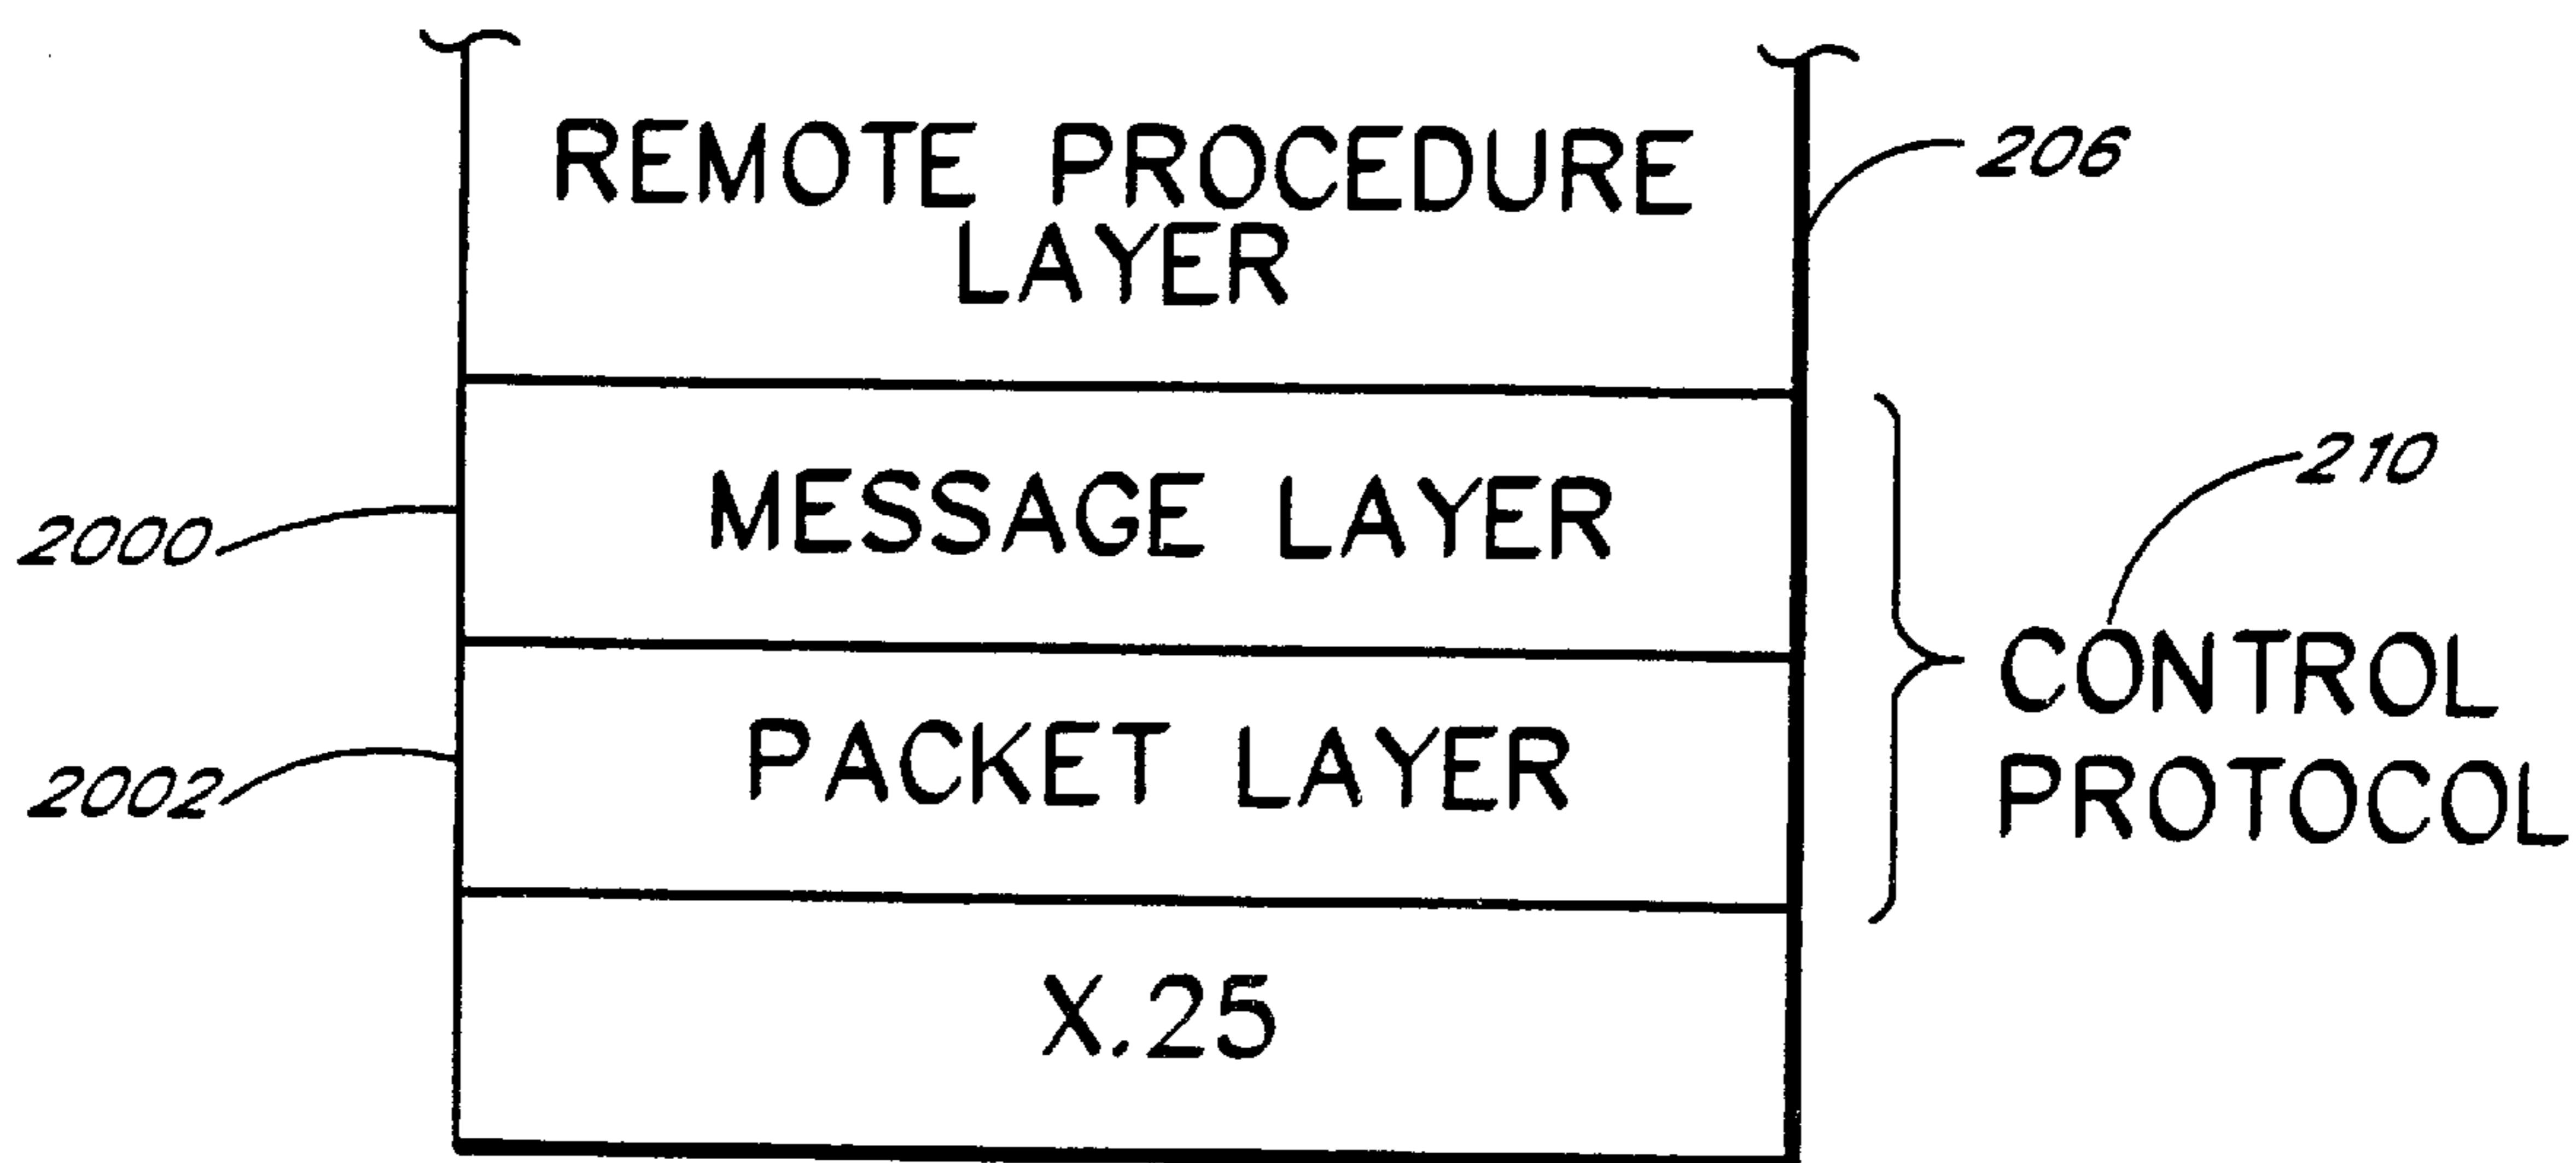 REMOTE PROCEDURE
LAYER
206
MESSAGE LAYER
2000
210
CONTROL
PROTOCOL
PACKET LAYER
2002
X.25